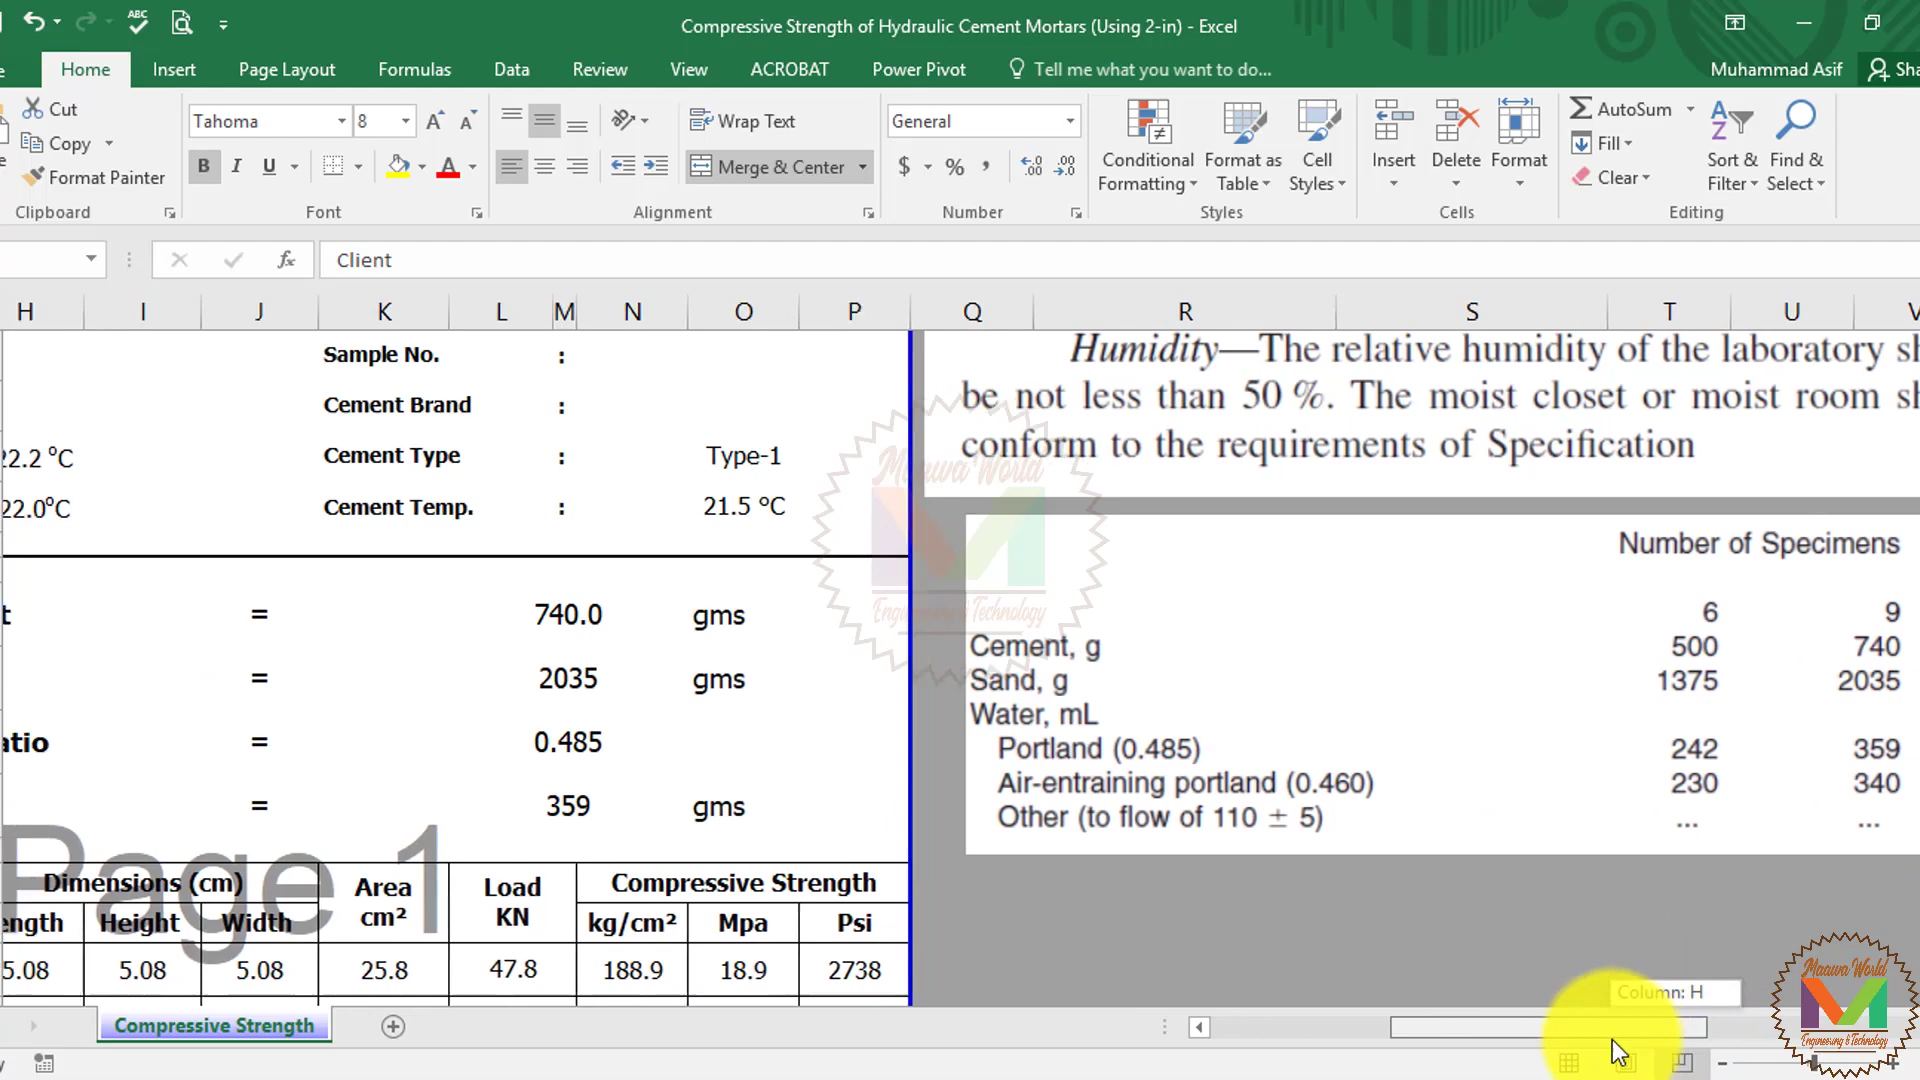 Compressive Strength of Hydraulic Cement Mortars (Using 2-in) - Excel
Home Insert Page Layout Formulas Data Review View ACROBAT Power Pivot Tell me what you want to do... Muhammad Asif
Cut
Copy
Format Painter
Clipboard
Tahoma 8
B I U
Font
Wrap Text
Merge & Center
Alignment
General
$ % ,
Number
Conditional Formatting
Format as Table
Cell Styles
Styles
Insert Delete Format
Cells
AutoSum
Fill
Clear
Sort & Filter
Find & Select
Editing
fx Client
H I J K L M N O P Q R S T U
Sample No. :
Cement Brand :
22.2 °C Cement Type : Type-1
22.0°C Cement Temp. : 21.5 °C
= 740.0 gms
= 2035 gms
= 0.485
= 359 gms
Page 1
Dimensions (cm) Area cm² Load KN Compressive Strength
Height Width kg/cm² Mpa Psi
5.08 5.08 5.08 25.8 47.8 188.9 18.9 2738
Humidity—The relative humidity of the laboratory
be not less than 50 %. The moist closet or moist room
conform to the requirements of Specification
Number of Specimens
6 9
Cement, g 500 740
Sand, g 1375 2035
Water, mL
Portland (0.485) 242 359
Air-entraining portland (0.460) 230 340
Other (to flow of 110 ± 5) ... ...
Maawa World
Engineering & Technology
Column: H
Compressive Strength
Maawa World
Engineering & Technology